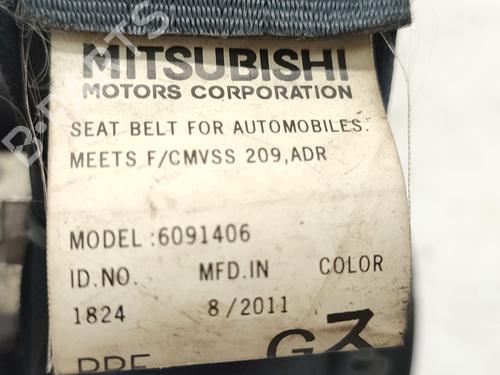 MITSUBISHI
MOTORS CORPORATION
SEAT BELT FOR AUTOMOBILES.
MEETS F/CMVSS 209,ADR
MODEL :6091406
ID.NO. MFD.IN COLOR
1824 8/2011